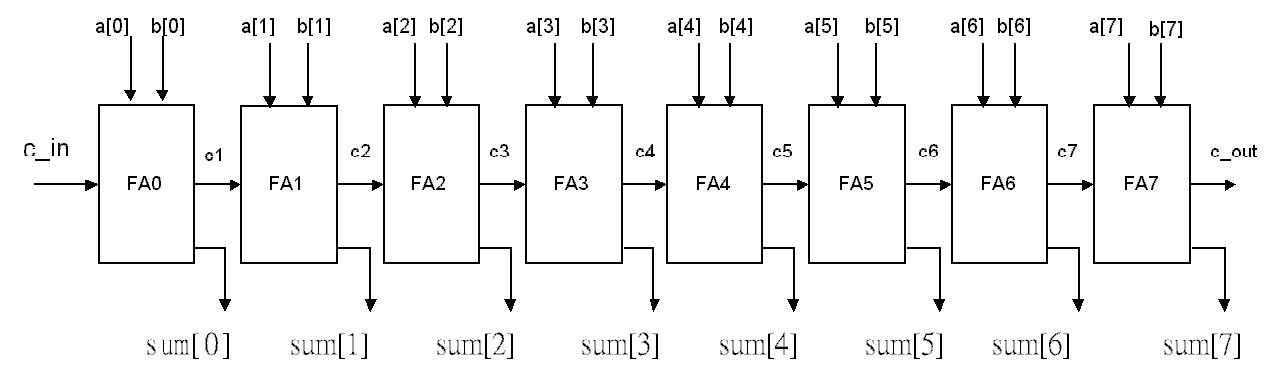 a[0] b[0] a[1] b[1] a[2] b[2] a[3] b[3] a[4] b[4] a[5] b[5] a[6] b[6] a[7] b[7]
c_in c1 c2 c3 c4 c5 c6 c7 c_out
FA0 FA1 FA2 FA3 FA4 FA5 FA6 FA7
sum[0] sum[1] sum[2] sum[3] sum[4] sum[5] sum[6] sum[7]